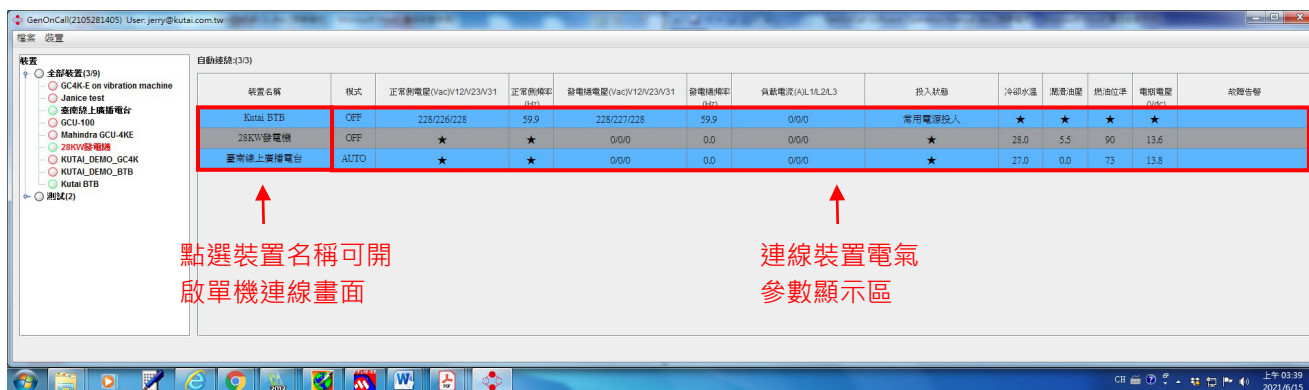 GenOnCall(2105281405) User: jerry@kutai.com.tw
檔案 裝置
裝置
全部裝置(3/9)
GC4K-E on vibration machine
Janice test
臺南線上廣播電台
GCU-100
Mahindra GCU-4KE
28KW發電機
KUTAI_DEMO_GC4K
KUTAI_DEMO_BTB
Kutai BTB
測試(2)
自動連線:(3/3)
裝置名稱 模式 正常側電壓(Vac)V12/V23/V31 正常側頻率(Hz) 發電機電壓(Vac)V12/V23/V31 發電機頻率(Hz) 負載電流(A)L1/L2/L3 投入狀態 冷卻水溫 潤滑油壓 燃油位準 電瓶電壓(Vdc) 故障告警
Kutai BTB OFF 228/226/228 59.9 228/227/228 59.9 0/0/0 常用電源投入 ★ ★ ★ ★
28KW發電機 OFF ★ ★ 0/0/0 0.0 0/0/0 ★ 28.0 5.5 90 13.6
臺南線上廣播電台 AUTO ★ ★ 0/0/0 0.0 0/0/0 ★ 27.0 0.0 73 13.8
點選裝置名稱可開
啟單機連線畫面
連線裝置電氣
參數顯示區
CH
上午 03:39
2021/6/15